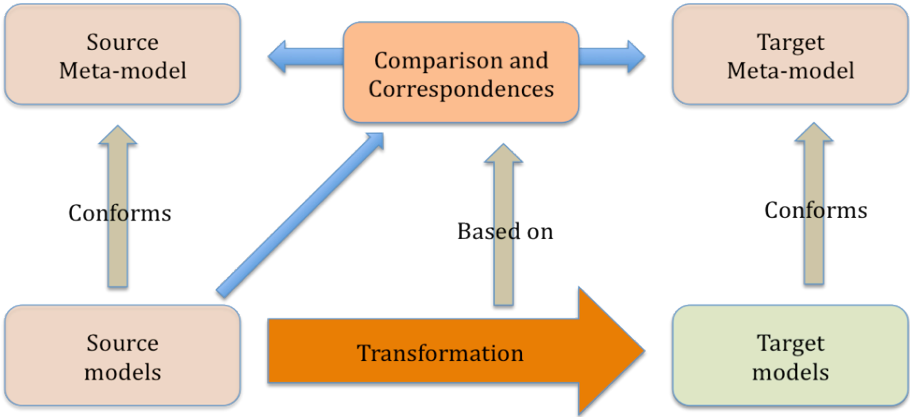 Source
Meta-model
Comparison and
Correspondences
Target
Meta-model
Conforms
Based on
Conforms
Source
models
Transformation
Target
models